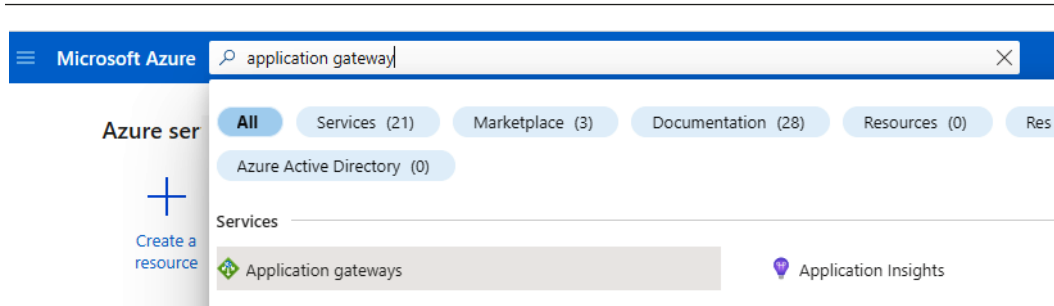 Microsoft Azure application gateway
Azure ser
All Services (21) Marketplace (3) Documentation (28) Resources (0) Res
Azure Active Directory (0)
Services
Create a
resource
Application gateways Application Insights